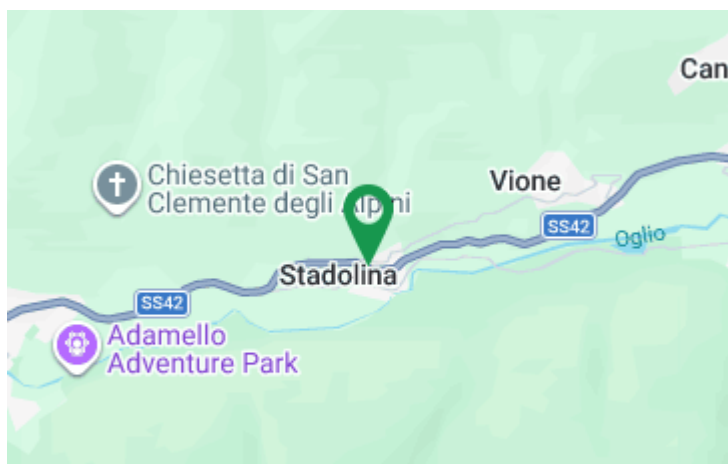 Can
Chiesetta di San
Clemente degli Alpini
Vione
SS42
Oglio
Stadolina
SS42
Adamello
Adventure Park